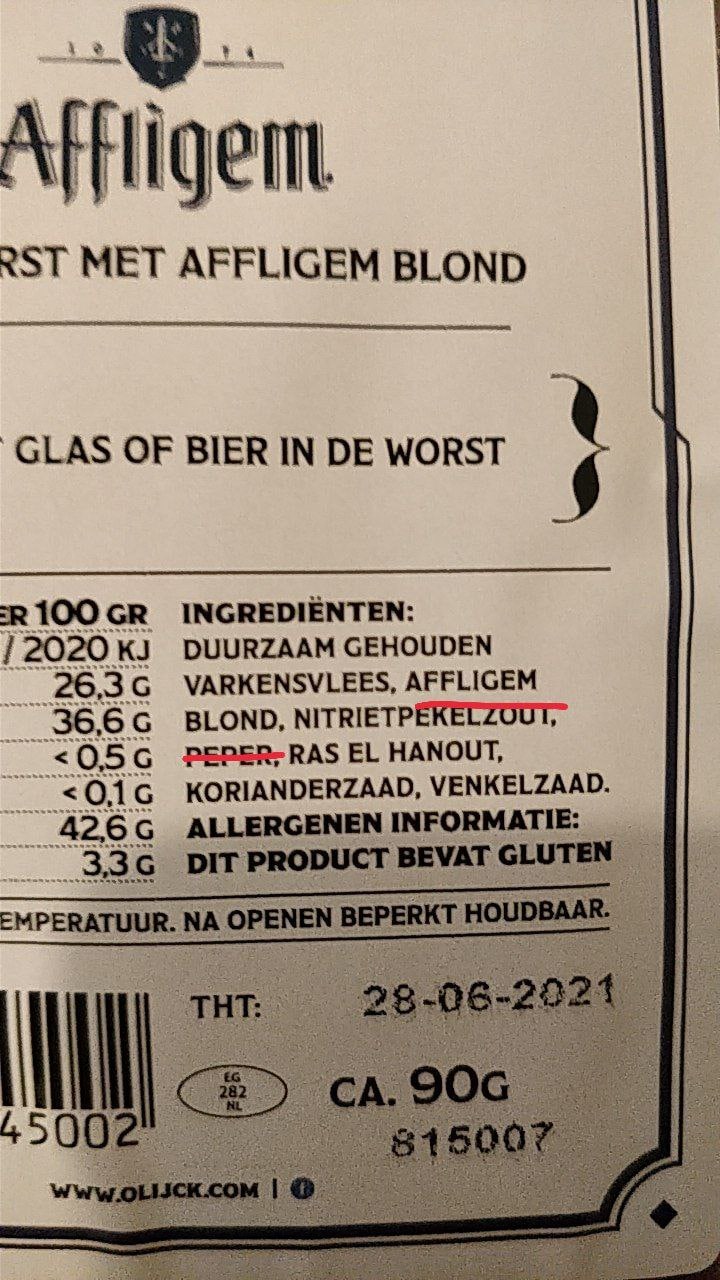 1074
Affligem
RST MET AFFLIGEM BLOND
GLAS OF BIER IN DE WORST
ER 100 GR INGREDIËNTEN:
/ 2020 KJ DUURZAAM GEHOUDEN
26,3 G VARKENSVLEES, AFFLIGEM
36,6 G BLOND, NITRIETPEKELZOUT,
< 0,5 G PEPER, RAS EL HANOUT,
< 0,1 G KORIANDERZAAD, VENKELZAAD.
42,6 G ALLERGENEN INFORMATIE:
3,3 G DIT PRODUCT BEVAT GLUTEN
EMPERATUUR. NA OPENEN BEPERKT HOUDBAAR.
THT: 28-06-2021
EG
282
NL
CA. 90G
45002
815007
WWW.OLIJCK.COM | f